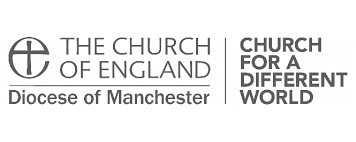 THE CHURCH
OF ENGLAND
Diocese of Manchester
CHURCH
FOR A
DIFFERENT
WORLD